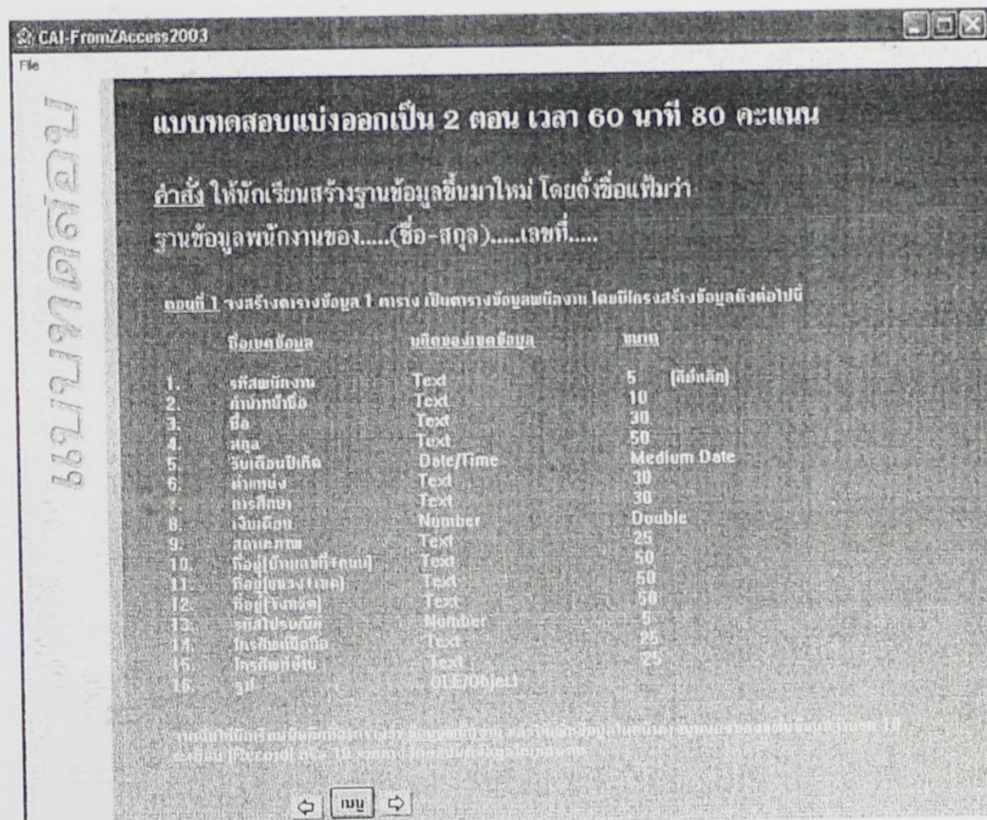 CAI-FromZAccess2003
File
แบบทดสอบ
แบบทดสอบแบ่งออกเป็น 2 ตอน เวลา 60 นาที 80 คะแนน
คำสั่ง ให้นักเรียนสร้างฐานข้อมูลขึ้นมาใหม่ โดยตั้งชื่อแฟ้มว่า
ฐานข้อมูลพนักงานของ.....(ชื่อ-สกุล).....เลขที่.....
ตอนที่ 1 จงสร้างตารางข้อมูล 1 ตาราง เป็นตารางข้อมูลพนักงาน โดยมีโครงสร้างข้อมูลดังต่อไปนี้
ชื่อเขตข้อมูล ชนิดของเขตข้อมูล ขนาด
1. รหัสพนักงาน Text 5 (คีย์หลัก)
2. คำนำหน้าชื่อ Text 10
3. ชื่อ Text 30
4. สกุล Text 50
5. วันเดือนปีเกิด Date/Time Medium Date
6. ตำแหน่ง Text 30
7. การศึกษา Text 30
8. เงินเดือน Number Double
9. สถานะภาพ Text 25
10. ที่อยู่(บ้านเลขที่+ถนน) Text 50
11. ที่อยู่(แขวง+เขต) Text 50
12. ที่อยู่(จังหวัด) Text 50
13. รหัสไปรษณีย์ Number 5
14. โทรศัพท์มือถือ Text 25
15. โทรศัพท์บ้าน Text 25
16. รูป OLE/Object
เมนู